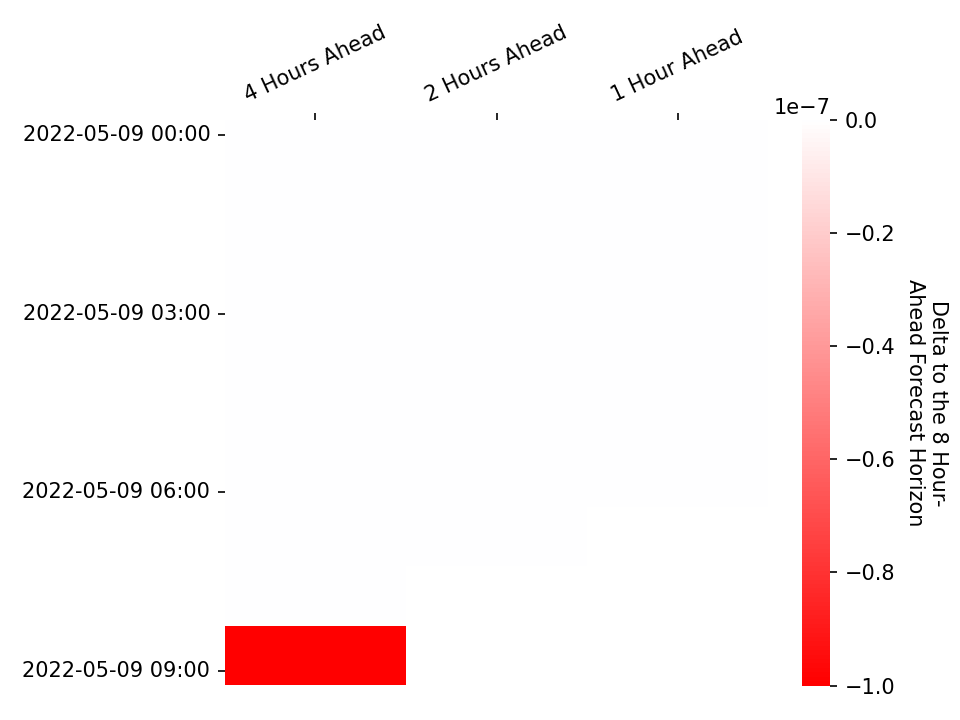 4 Hours Ahead
2 Hours Ahead
1 Hour Ahead
1e−7
2022-05-09 00:00
2022-05-09 03:00
2022-05-09 06:00
2022-05-09 09:00
0.0
−0.2
−0.4
−0.6
−0.8
−1.0
Delta to the 8 Hour-
Ahead Forecast Horizon